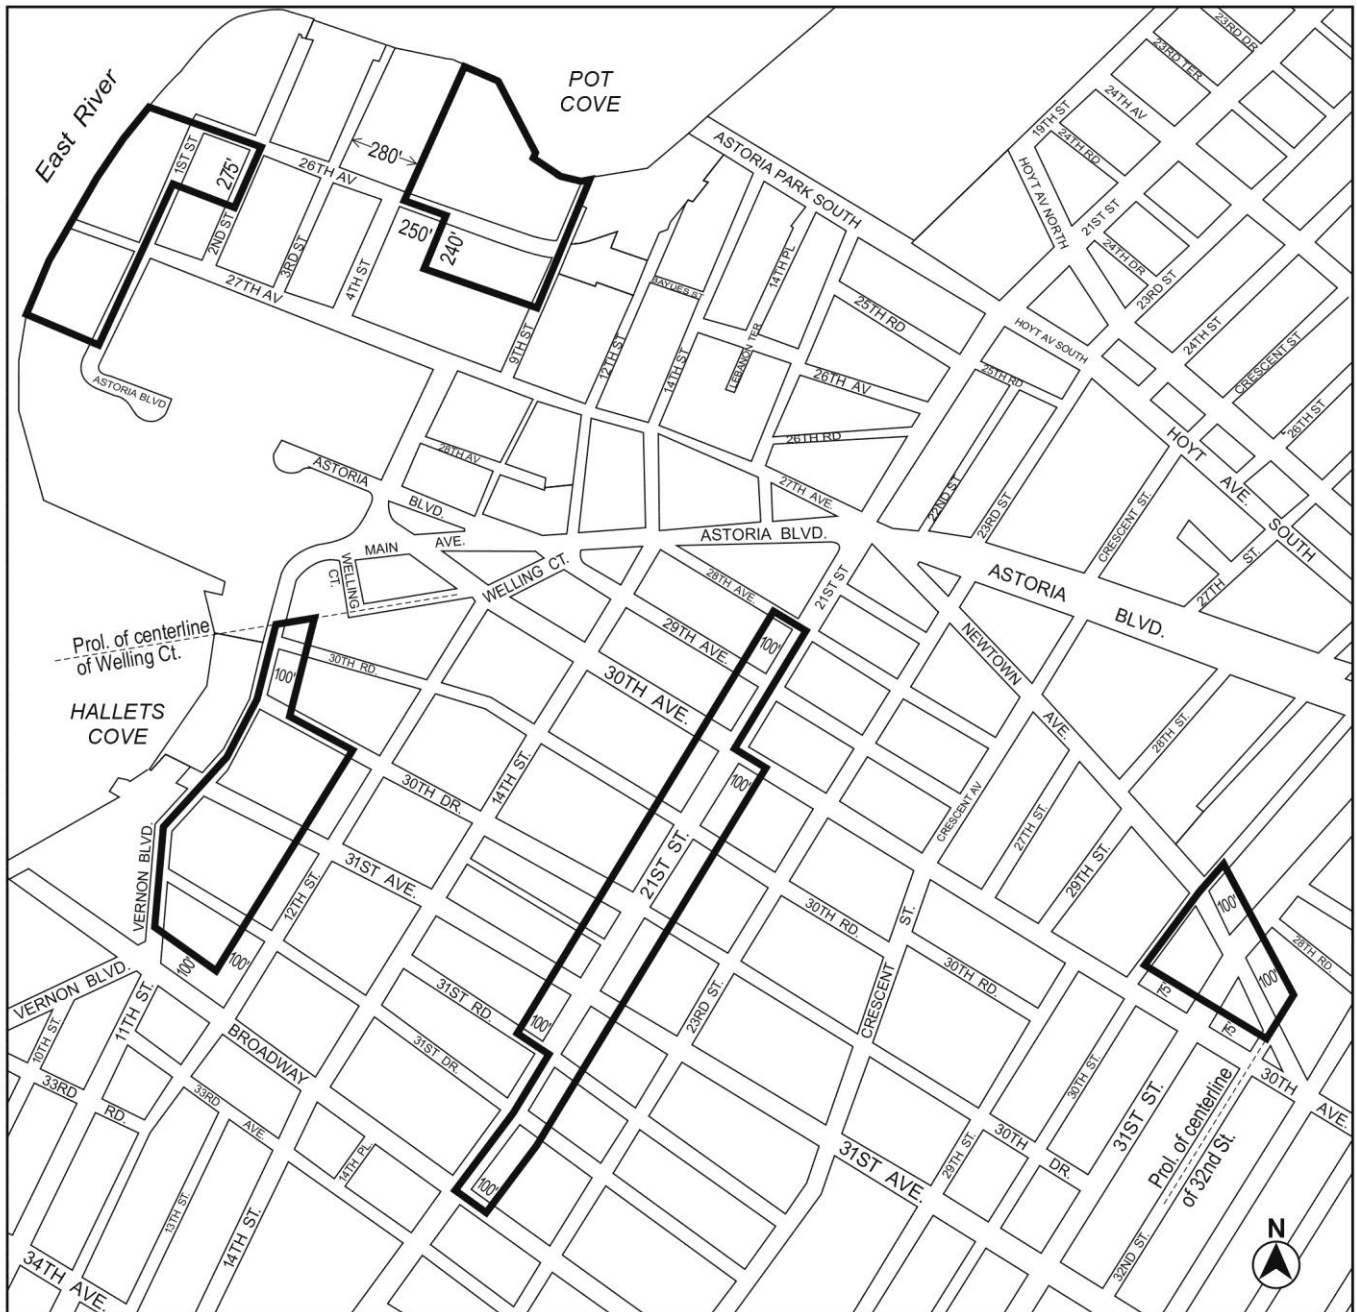 East River
POT
COVE
23RD DR
23RD TER
24TH AV
24TH RD
19TH ST
HOYT AV NORTH
21ST ST
24TH DR
23RD ST
24TH ST
CRESCENT ST
26TH ST
ASTORIA PARK SOUTH
1ST ST
275'
2ND ST
26TH AV
280'
250'
240'
3RD ST
4TH ST
27TH AV
9TH ST
12TH ST
14TH ST
14TH PL
LEBANON TER
25TH RD
26TH AV
26TH RD
HOYT AV SOUTH
25TH RD
ASTORIA BLVD
ASTORIA
BLVD.
28TH AV
27TH AVE.
22ND ST
23RD ST
CRESCENT ST.
HOYT
AVE.
SOUTH
27TH
ST.
MAIN
AVE.
WELLING
CT.
WELLING CT.
ASTORIA BLVD.
28TH AVE.
21ST ST
ASTORIA
BLVD.
Prol. of centerline
of Welling Ct.
HALLETS
COVE
100'
30TH RD.
29TH AVE.
30TH AVE.
100'
NEWTOWN
AVE.
28TH ST.
30TH DR.
14TH ST.
100'
CRESCENT AV
27TH ST.
29TH ST.
VERNON BLVD.
12TH ST.
31ST AVE.
21ST ST.
30TH RD.
CRESCENT
ST.
30TH RD.
100'
100'
28TH RD.
75'
75'
100'
100'
VERNON BLVD.
11TH ST.
10TH ST.
33RD
RD.
33RD
AVE.
BROADWAY
31ST RD.
31ST DR.
100'
23RD ST.
14TH PL.
13TH ST.
14TH ST.
34TH AVE.
100'
31ST AVE.
29TH ST.
30TH
DR.
30TH ST.
31ST ST.
32ND ST.
Prol. of centerline
of 32nd St.
30TH
AVE.
N